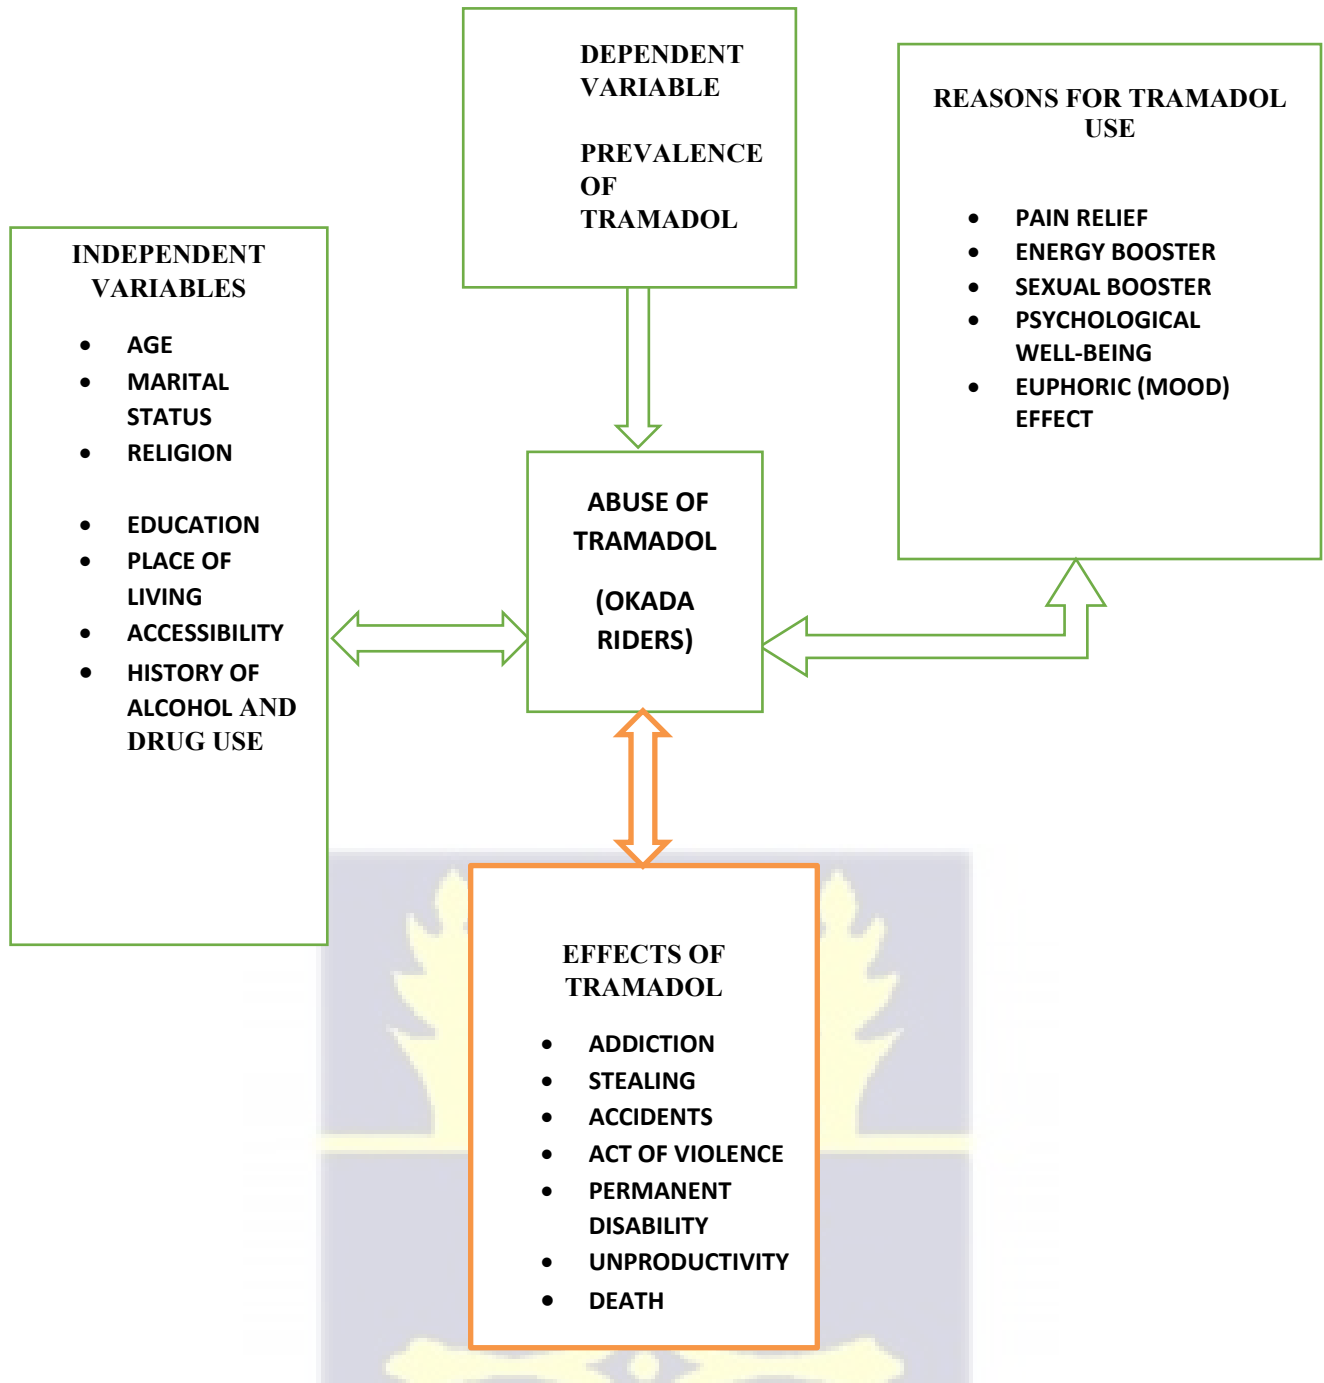 DEPENDENT
VARIABLE
PREVALENCE
OF
TRAMADOL
REASONS FOR TRAMADOL
USE
• PAIN RELIEF
• ENERGY BOOSTER
• SEXUAL BOOSTER
• PSYCHOLOGICAL
WELL-BEING
• EUPHORIC (MOOD)
EFFECT
INDEPENDENT
VARIABLES
• AGE
• MARITAL
STATUS
• RELIGION
• EDUCATION
• PLACE OF
LIVING
• ACCESSIBILITY
• HISTORY OF
ALCOHOL AND
DRUG USE
ABUSE OF
TRAMADOL
(OKADA
RIDERS)
EFFECTS OF
TRAMADOL
• ADDICTION
• STEALING
• ACCIDENTS
• ACT OF VIOLENCE
• PERMANENT
DISABILITY
• UNPRODUCTIVITY
• DEATH